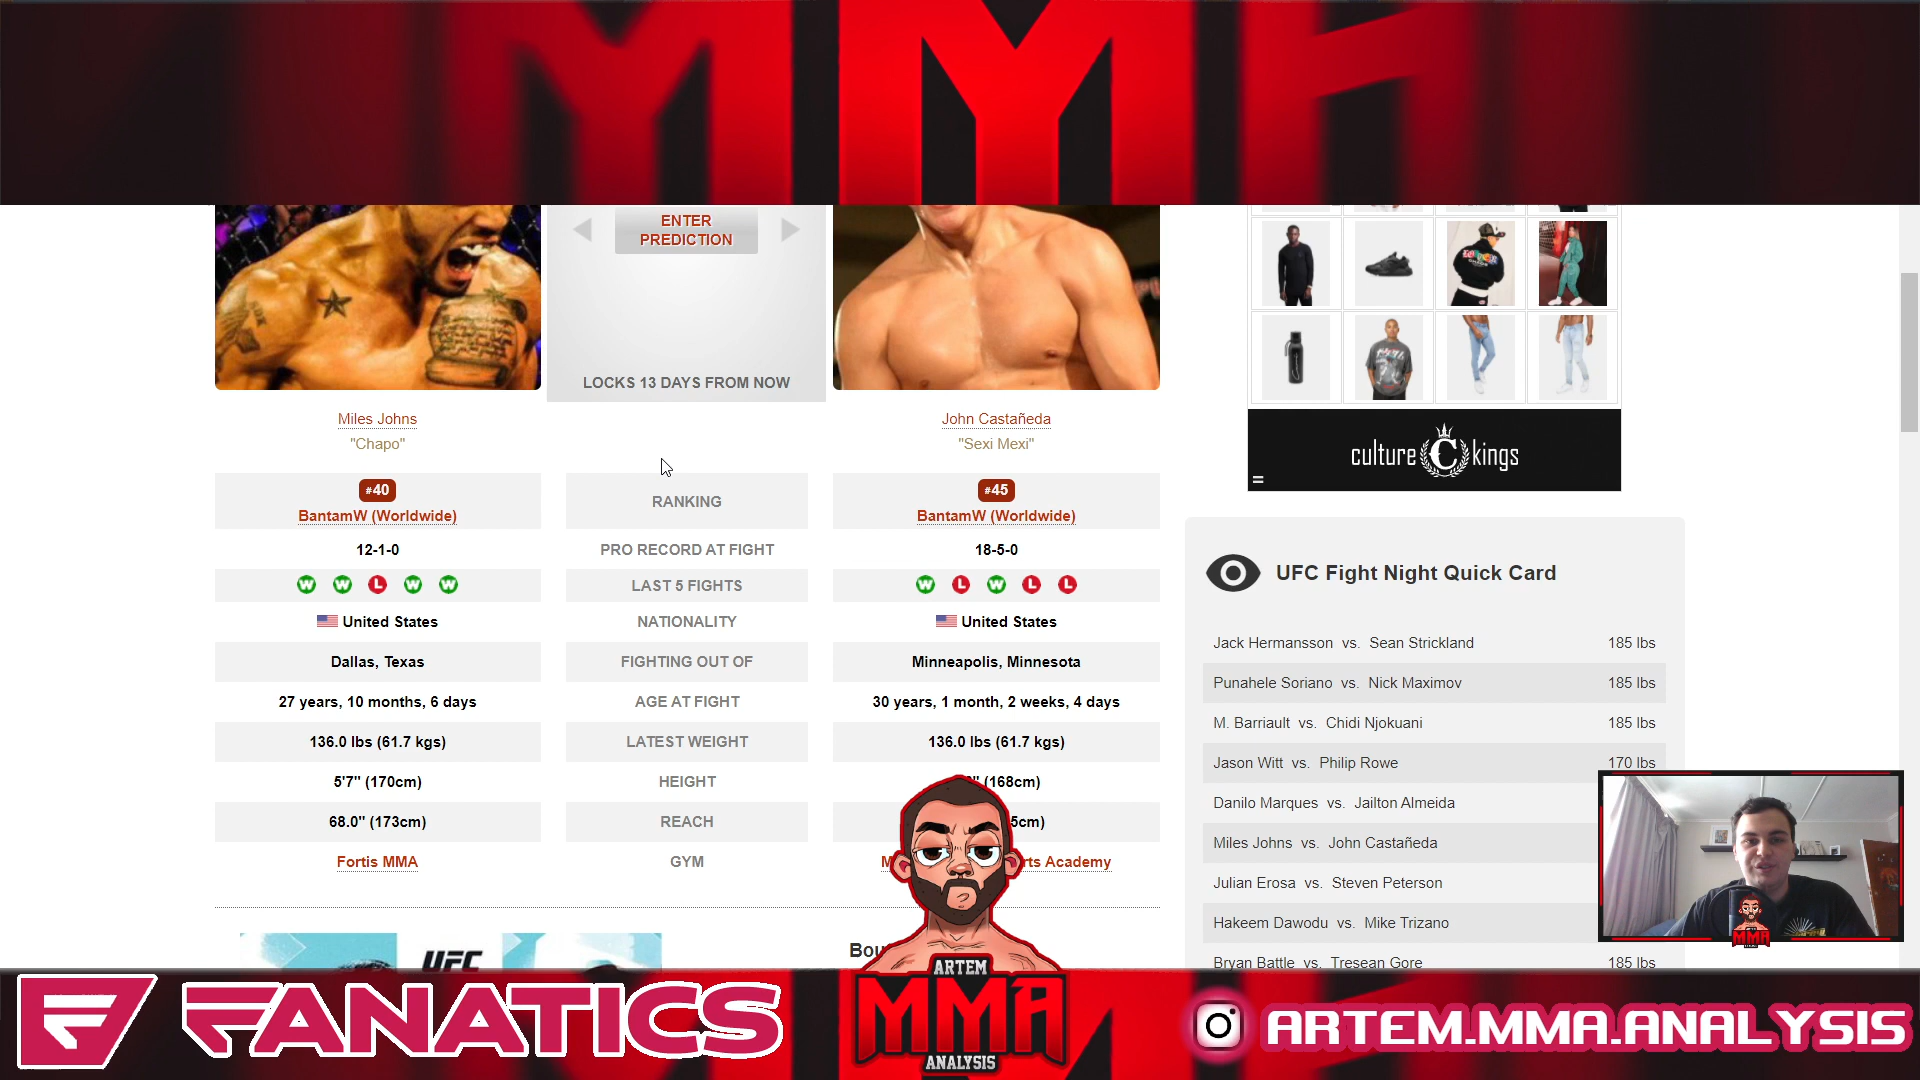 MMA
ENTER
PREDICTION
LOCKS 13 DAYS FROM NOW
Miles Johns
"Chapo"
John Castañeda
"Sexi Mexi"
#40
BantamW (Worldwide)
RANKING
#45
BantamW (Worldwide)
12-1-0
PRO RECORD AT FIGHT
18-5-0
W W L W W
LAST 5 FIGHTS
W L W L L
United States
NATIONALITY
United States
Dallas, Texas
FIGHTING OUT OF
Minneapolis, Minnesota
27 years, 10 months, 6 days
AGE AT FIGHT
30 years, 1 month, 2 weeks, 4 days
136.0 lbs (61.7 kgs)
LATEST WEIGHT
136.0 lbs (61.7 kgs)
5'7" (170cm)
HEIGHT
(168cm)
68.0" (173cm)
REACH
5cm)
Fortis MMA
GYM
rts Academy
UFC
Bou
culture C kings
UFC Fight Night Quick Card
Jack Hermansson vs. Sean Strickland 185 lbs
Punahele Soriano vs. Nick Maximov 185 lbs
M. Barriault vs. Chidi Njokuani 185 lbs
Jason Witt vs. Philip Rowe 170 lbs
Danilo Marques vs. Jailton Almeida
Miles Johns vs. John Castañeda
Julian Erosa vs. Steven Peterson
Hakeem Dawodu vs. Mike Trizano
Bryan Battle vs. Tresean Gore 185 lbs
MMA
FANATICS
ARTEM
MMA
ANALYSIS
ARTEM.MMA.ANALYSIS